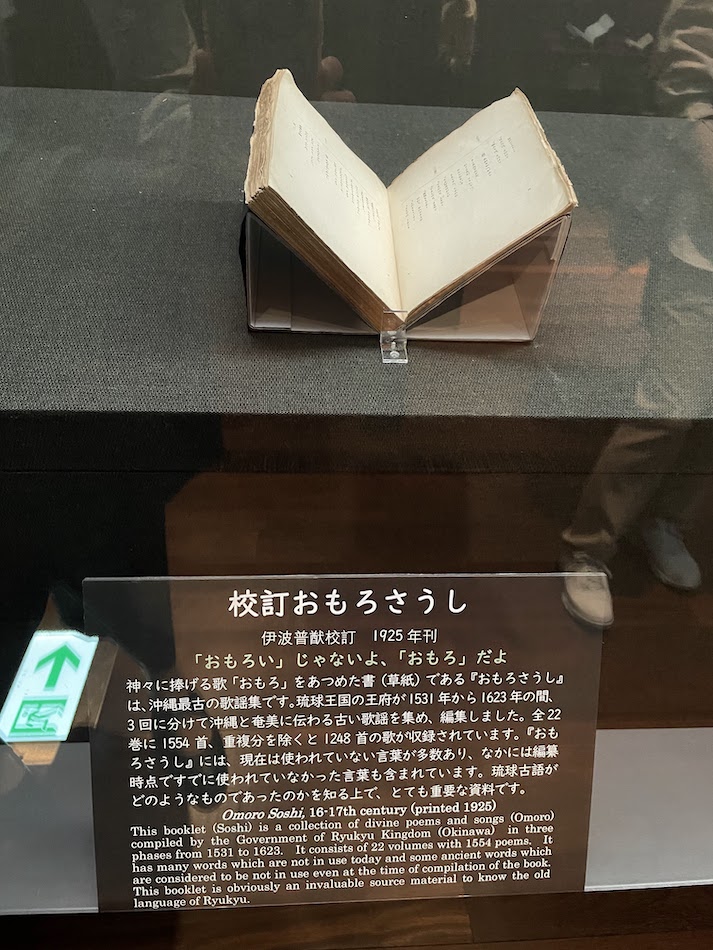 校訂おもろさうし
伊波普猷校訂　1925年刊
「おもろい」じゃないよ、「おもろ」だよ
神々に捧げる歌「おもろ」をあつめた書（草紙）である『おもろさうし』
は、沖縄最古の歌謡集です。琉球王国の王府が1531年から1623年の間、
3回に分けて沖縄と奄美に伝わる古い歌謡を集め、編集しました。全22
巻に1554首、重複分を除くと1248首の歌が収録されています。『おも
ろさうし』には、現在は使われていない言葉が多数あり、なかには編纂
時点ですでに使われていなかった言葉も含まれています。琉球古語が
どのようなものであったのかを知る上で、とても重要な資料です。
Omoro Soshi, 16-17th century (printed 1925)
This booklet (Soshi) is a collection of divine poems and songs (Omoro)
compiled by the Government of Ryukyu Kingdom (Okinawa) in three
phases from 1531 to 1623. It consists of 22 volumes with 1554 poems. It
has many words which are not in use today and some ancient words which
are considered to be not in use even at the time of compilation of the book.
This booklet is obviously an invaluable source material to know the old
language of Ryukyu.